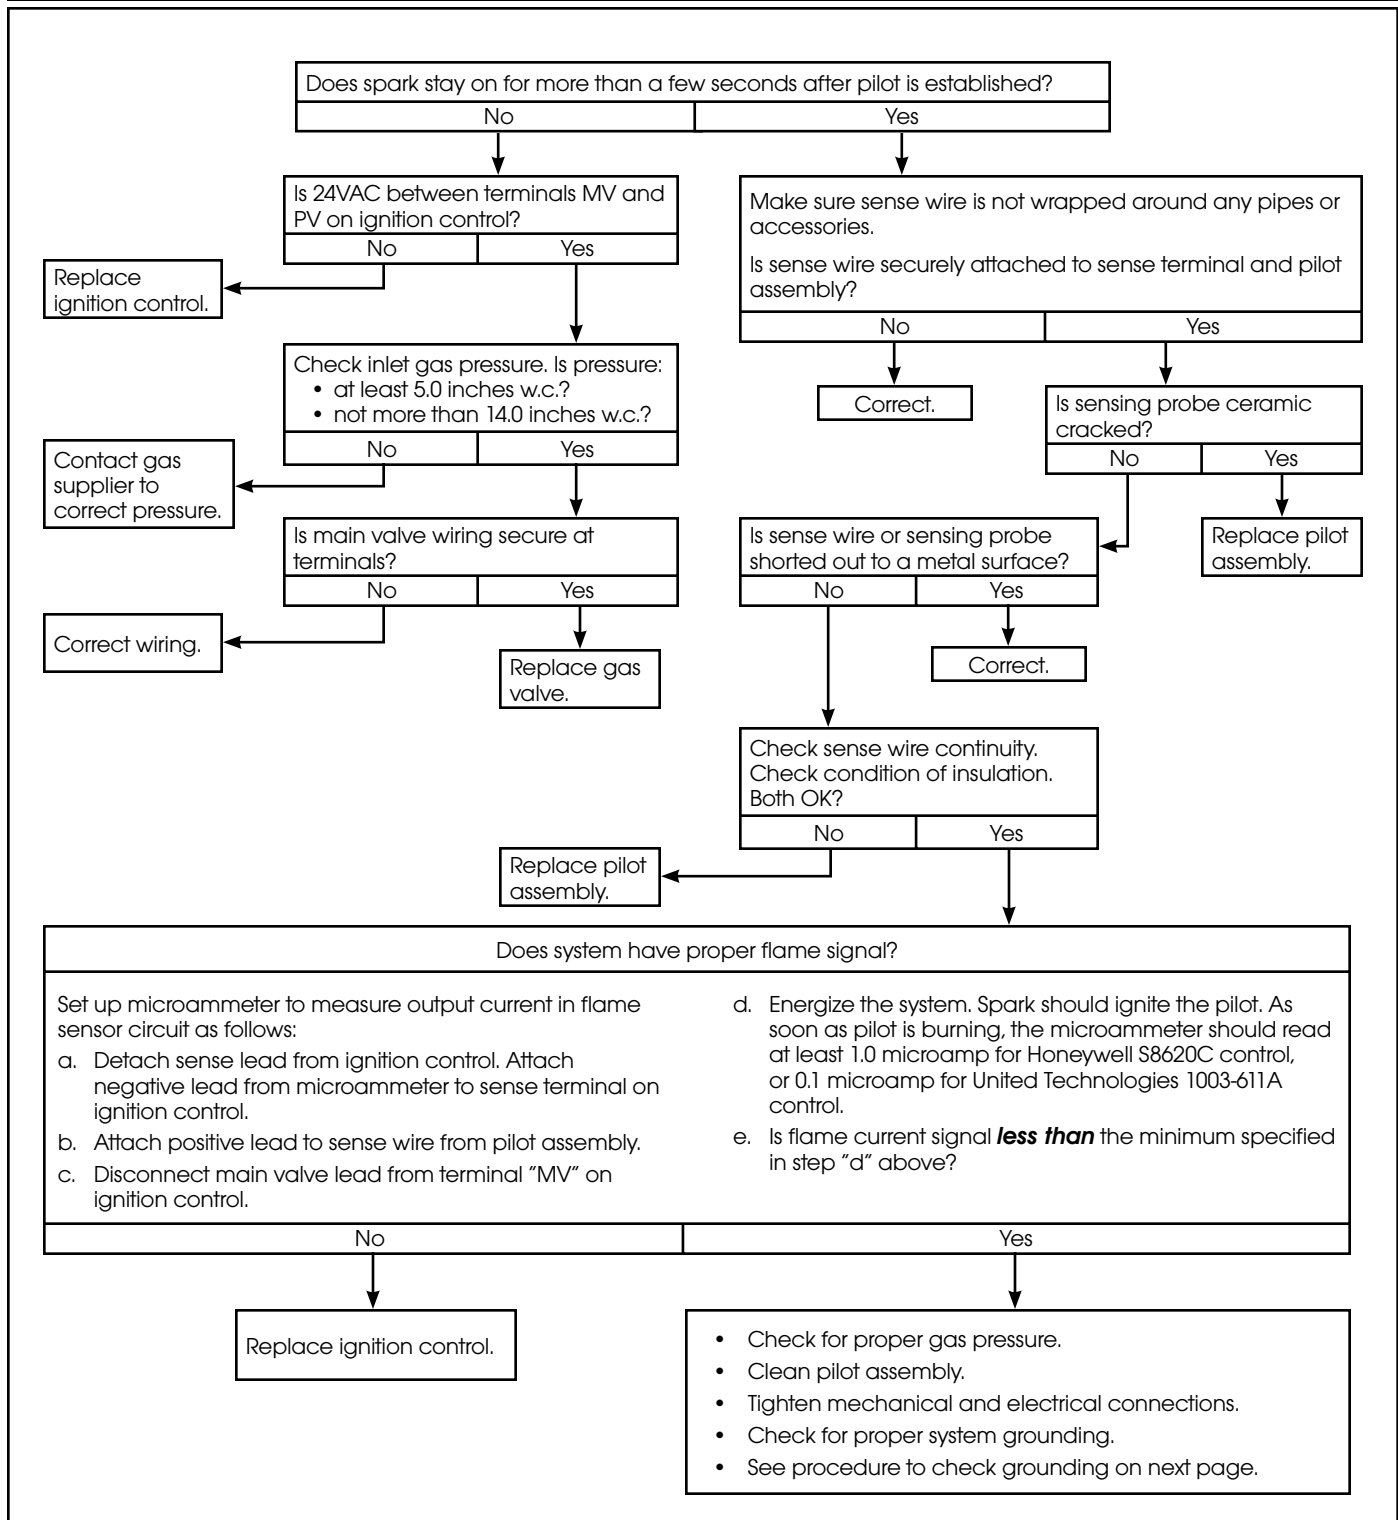 Does spark stay on for more than a few seconds after pilot is established?
No
Yes
Is 24VAC between terminals MV and
PV on ignition control?
No
Yes
Replace
ignition control.
Check inlet gas pressure. Is pressure:
• at least 5.0 inches w.c.?
• not more than 14.0 inches w.c.?
No
Yes
Contact gas
supplier to
correct pressure.
Is main valve wiring secure at
terminals?
No
Yes
Correct wiring.
Replace gas
valve.
Make sure sense wire is not wrapped around any pipes or
accessories.
Is sense wire securely attached to sense terminal and pilot
assembly?
No
Yes
Correct.
Is sensing probe ceramic
cracked?
No
Yes
Replace pilot
assembly.
Is sense wire or sensing probe
shorted out to a metal surface?
No
Yes
Correct.
Check sense wire continuity.
Check condition of insulation.
Both OK?
No
Yes
Replace pilot
assembly.
Does system have proper flame signal?
Set up microammeter to measure output current in flame
sensor circuit as follows:
a. Detach sense lead from ignition control. Attach
negative lead from microammeter to sense terminal on
ignition control.
b. Attach positive lead to sense wire from pilot assembly.
c. Disconnect main valve lead from terminal "MV" on
ignition control.
d. Energize the system. Spark should ignite the pilot. As
soon as pilot is burning, the microammeter should read
at least 1.0 microamp for Honeywell S8620C control,
or 0.1 microamp for United Technologies 1003-611A
control.
e. Is flame current signal less than the minimum specified
in step "d" above?
No
Yes
Replace ignition control.
• Check for proper gas pressure.
• Clean pilot assembly.
• Tighten mechanical and electrical connections.
• Check for proper system grounding.
• See procedure to check grounding on next page.